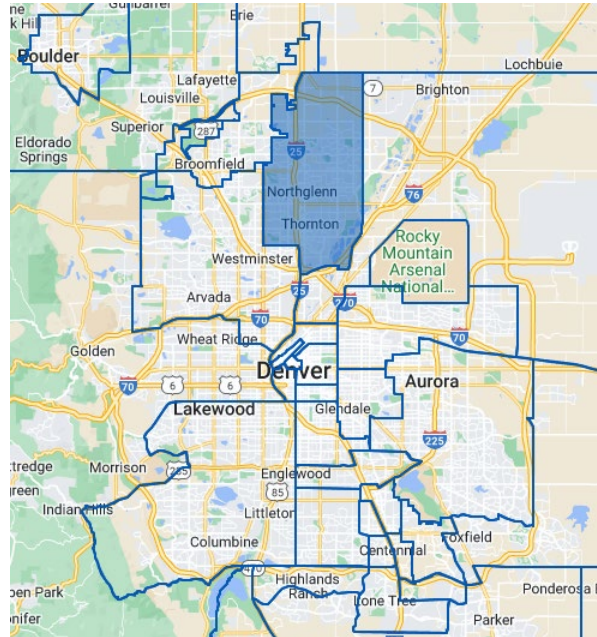 Erie
Boulder
Lafayette
Lochbuie
Louisville
7
Brighton
Superior
287
Eldorado
Springs
Broomfield
25
76
Northglenn
Thornton
Rocky
Mountain
Arsenal
National...
Westminster
25
270
Arvada
70
70
Wheat Ridge
Golden
Denver
70
6
6
Aurora
Lakewood
Glendale
225
Morrison
285
Englewood
85
Indian Hills
Littleton
Columbine
Centennial
Foxfield
470
Highlands
Ranch
Lone Tree
Ponderosa
Parker